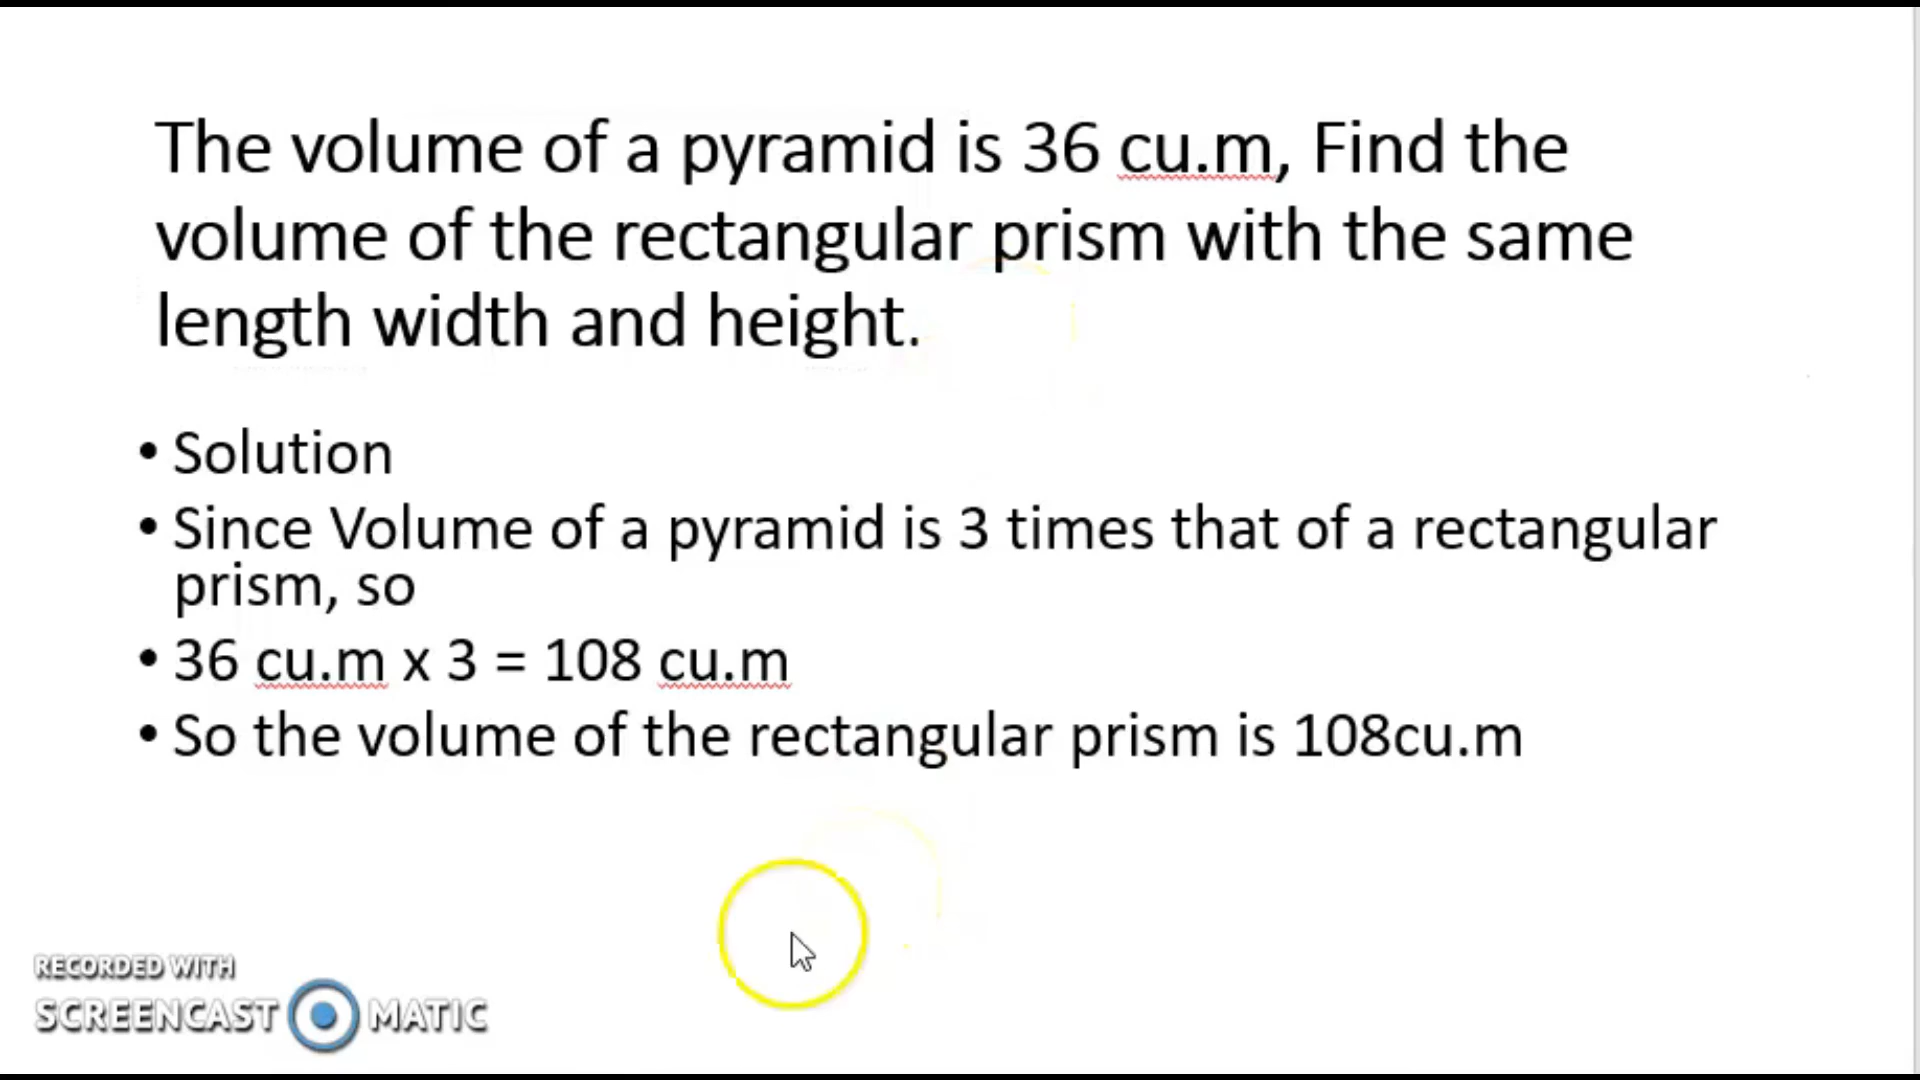 The volume of a pyramid is 36 cu.m, Find the
volume of the rectangular prism with the same
length width and height.
• Solution
• Since Volume of a pyramid is 3 times that of a rectangular
prism, so
• 36 cu.m x 3 = 108 cu.m
• So the volume of the rectangular prism is 108cu.m
RECORDED WITH
SCREENCAST MATIC